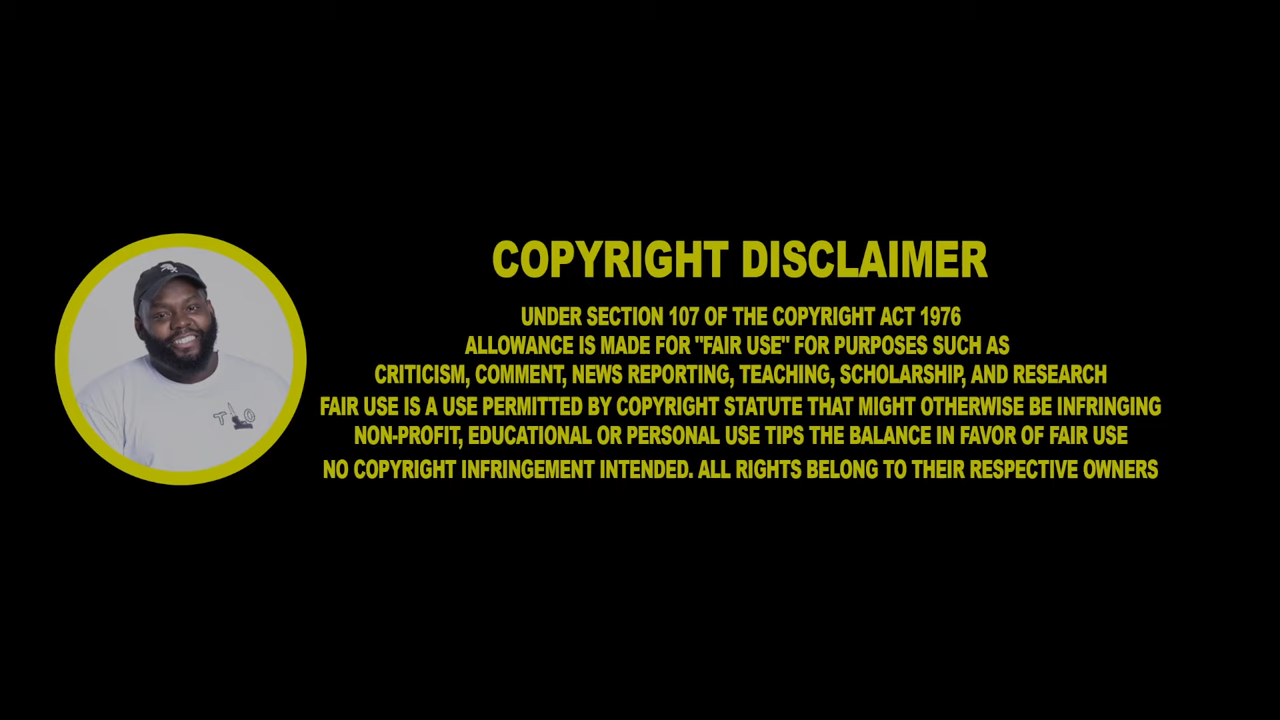 COPYRIGHT DISCLAIMER
UNDER SECTION 107 OF THE COPYRIGHT ACT 1976
ALLOWANCE IS MADE FOR "FAIR USE" FOR PURPOSES SUCH AS
CRITICISM, COMMENT, NEWS REPORTING, TEACHING, SCHOLARSHIP, AND RESEARCH
FAIR USE IS A USE PERMITTED BY COPYRIGHT STATUTE THAT MIGHT OTHERWISE BE INFRINGING
NON-PROFIT, EDUCATIONAL OR PERSONAL USE TIPS THE BALANCE IN FAVOR OF FAIR USE
NO COPYRIGHT INFRINGEMENT INTENDED. ALL RIGHTS BELONG TO THEIR RESPECTIVE OWNERS